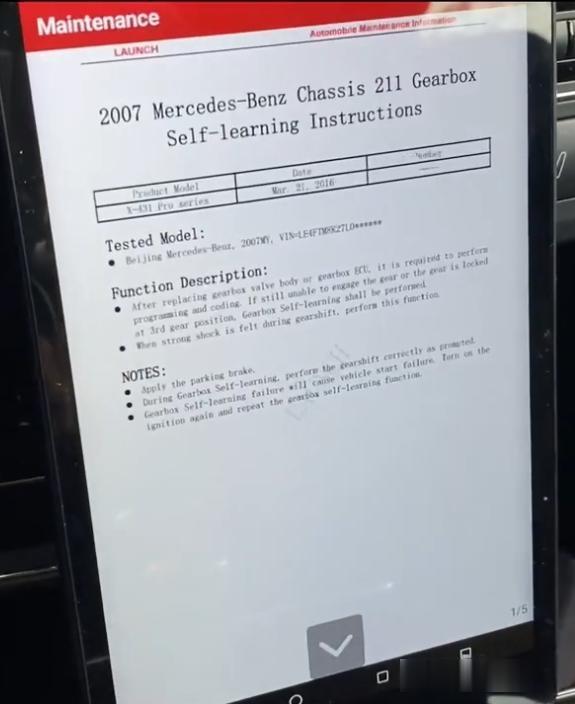 Maintenance
LAUNCH
Automobile Maintenance Information
2007 Mercedes-Benz Chassis 211 Gearbox
Self-learning Instructions
Product Model Date Number
X-431 Pro series Mar. 21, 2016 ——
Tested Model:
● Beijing Mercedes-Benz, 2007MY, VIN=LE4FTM8K27L0******
Function Description:
● After replacing gearbox valve body or gearbox ECU, it is required to perform
programming and coding. If still unable to engage the gear or the gear is locked
at 3rd gear position, Gearbox Self-learning shall be performed.
● When strong shock is felt during gearshift, perform this function.
NOTES:
● Apply the parking brake.
● During Gearbox Self-learning, perform the gearshift correctly as prompted.
● Gearbox Self-learning failure will cause vehicle start failure. Turn on the
ignition again and repeat the gearbox self-learning function.
1/5